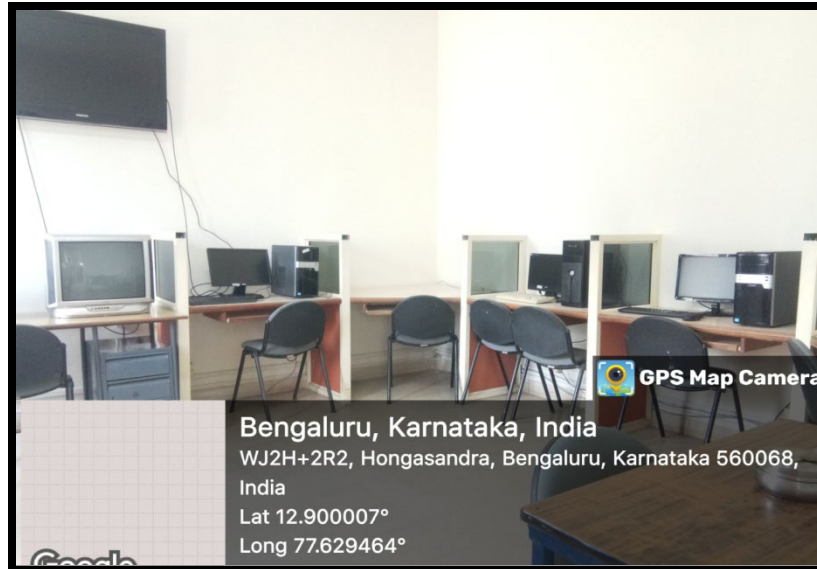 GPS Map Camera
Bengaluru, Karnataka, India
WJ2H+2R2, Hongasandra, Bengaluru, Karnataka 560068,
India
Lat 12.900007°
Long 77.629464°
Google